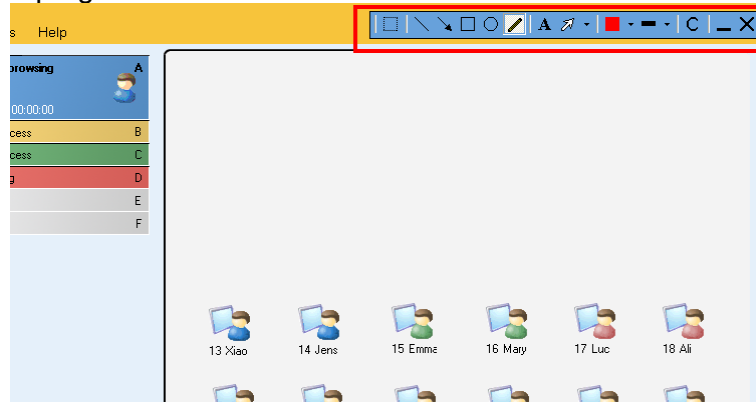 s Help
browsing A
00:00:00
cess B
cess C
g D
E
F
A C
13 Xiao 14 Jens 15 Emma 16 Mary 17 Luc 18 Ali